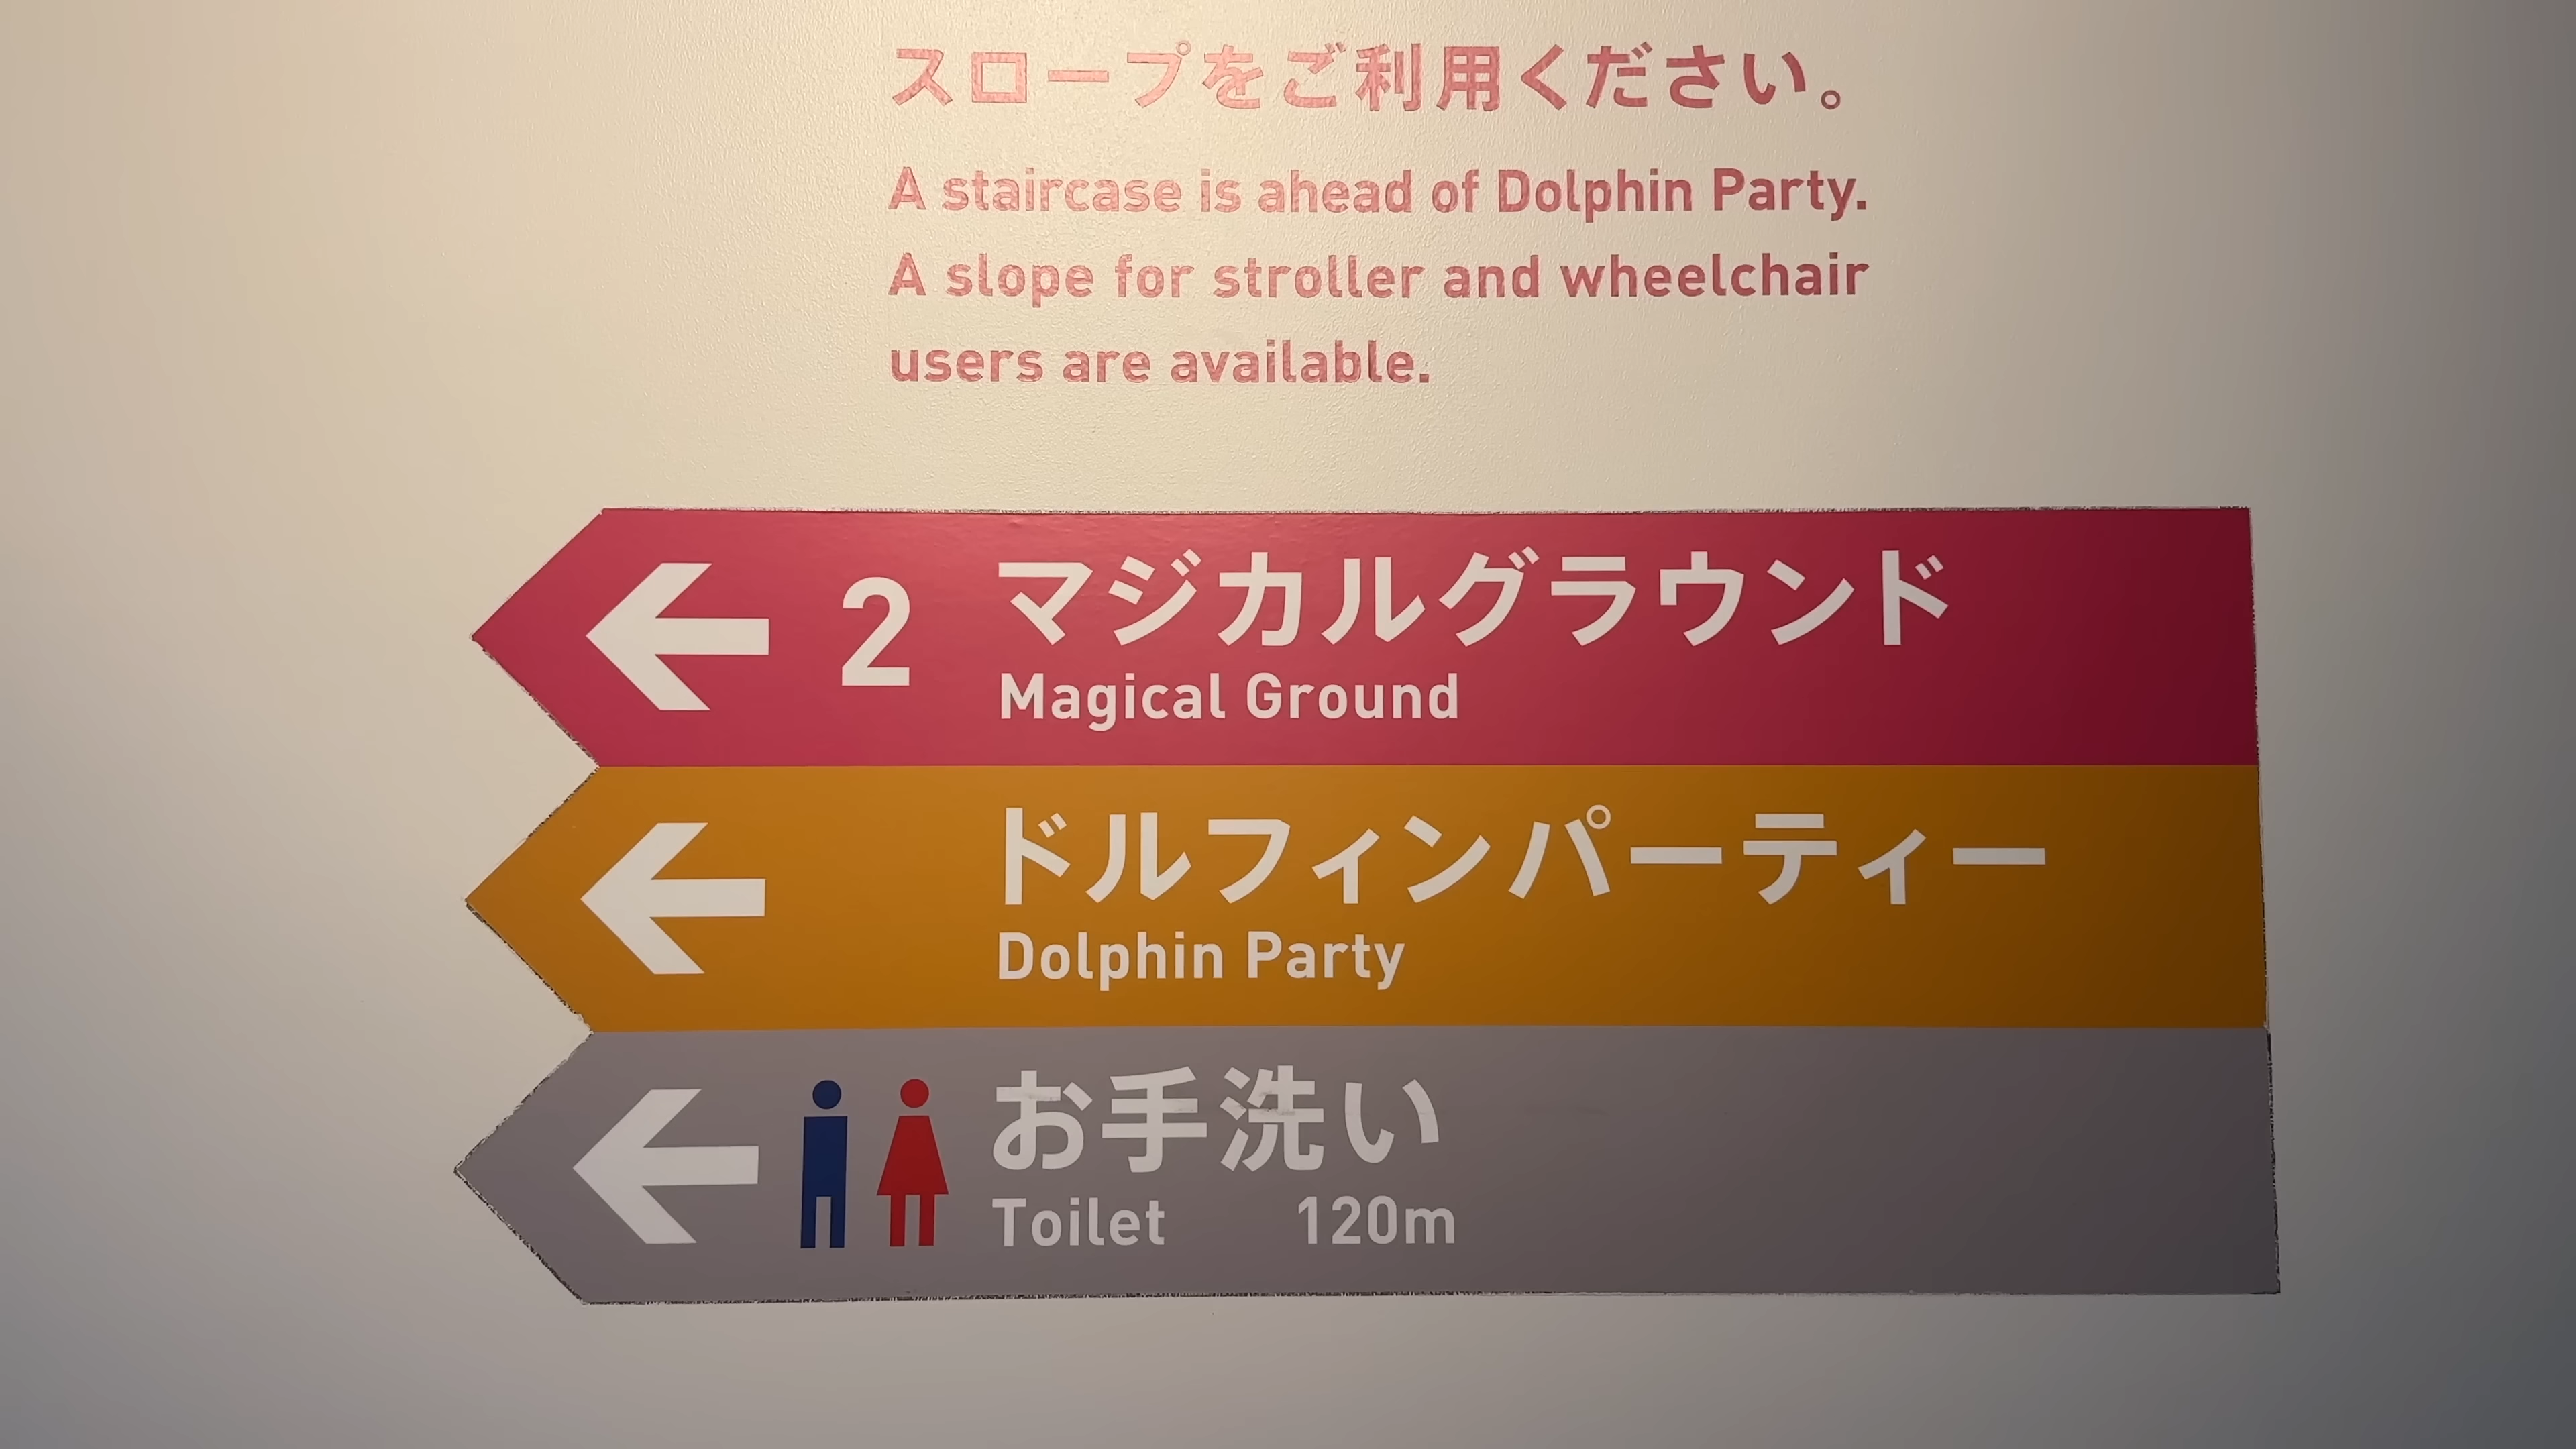 スロープをご利用ください。
A staircase is ahead of Dolphin Party.
A slope for stroller and wheelchair
users are available.
2 マジカルグラウンド
Magical Ground
ドルフィンパーティー
Dolphin Party
お手洗い
Toilet 120m